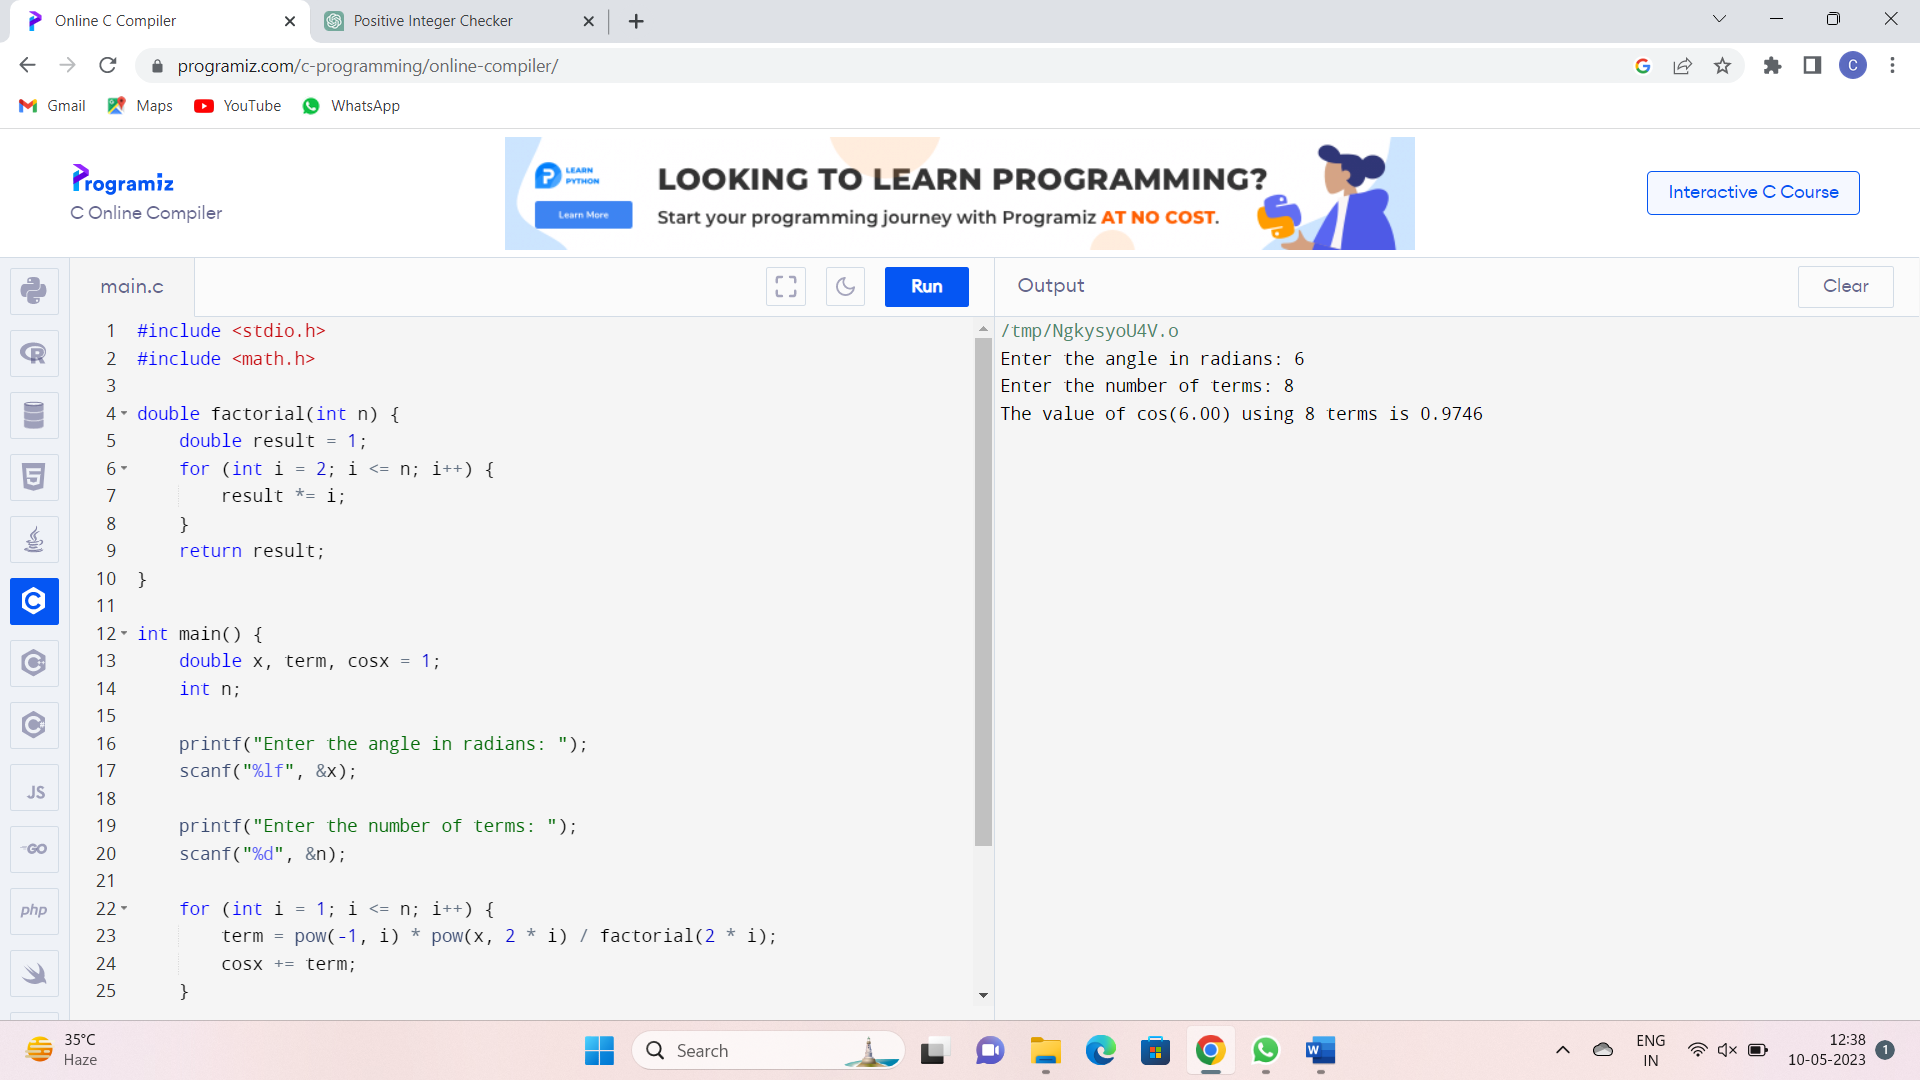 Online C Compiler
Positive Integer Checker
programiz.com/c-programming/online-compiler/
C
Gmail
Maps
YouTube
WhatsApp
Programiz
C Online Compiler
LEARN
PYTHON
Learn More
LOOKING TO LEARN PROGRAMMING?
Start your programming journey with Programiz AT NO COST.
Interactive C Course
main.c
Run
Output
Clear
1 #include <stdio.h>
2 #include <math.h>
3
4 double factorial(int n) {
5     double result = 1;
6     for (int i = 2; i <= n; i++) {
7         result *= i;
8     }
9     return result;
10 }
11
12 int main() {
13     double x, term, cosx = 1;
14     int n;
15
16     printf("Enter the angle in radians: ");
17     scanf("%lf", &x);
18
19     printf("Enter the number of terms: ");
20     scanf("%d", &n);
21
22     for (int i = 1; i <= n; i++) {
23         term = pow(-1, i) * pow(x, 2 * i) / factorial(2 * i);
24         cosx += term;
25     }
/tmp/NgkysyoU4V.o
Enter the angle in radians: 6
Enter the number of terms: 8
The value of cos(6.00) using 8 terms is 0.9746
R
5
C
JS
GO
php
35°C
Haze
Search
W
ENG
IN
12:38
10-05-2023
1